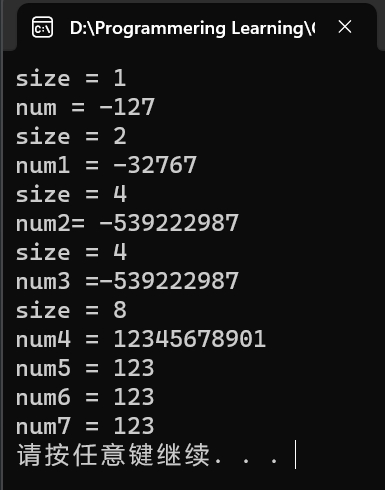 D:\Programmering Learning\C
size = 1
num = -127
size = 2
num1 = -32767
size = 4
num2= -539222987
size = 4
num3 =-539222987
size = 8
num4 = 12345678901
num5 = 123
num6 = 123
num7 = 123
请按任意键继续. . .